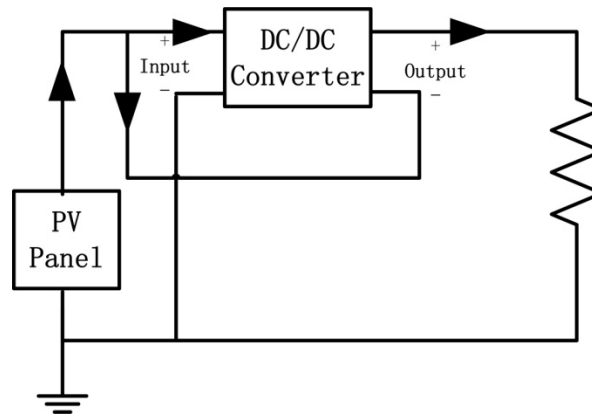 DC/DC
Converter
+
Input
−
+
Output
−
PV
Panel